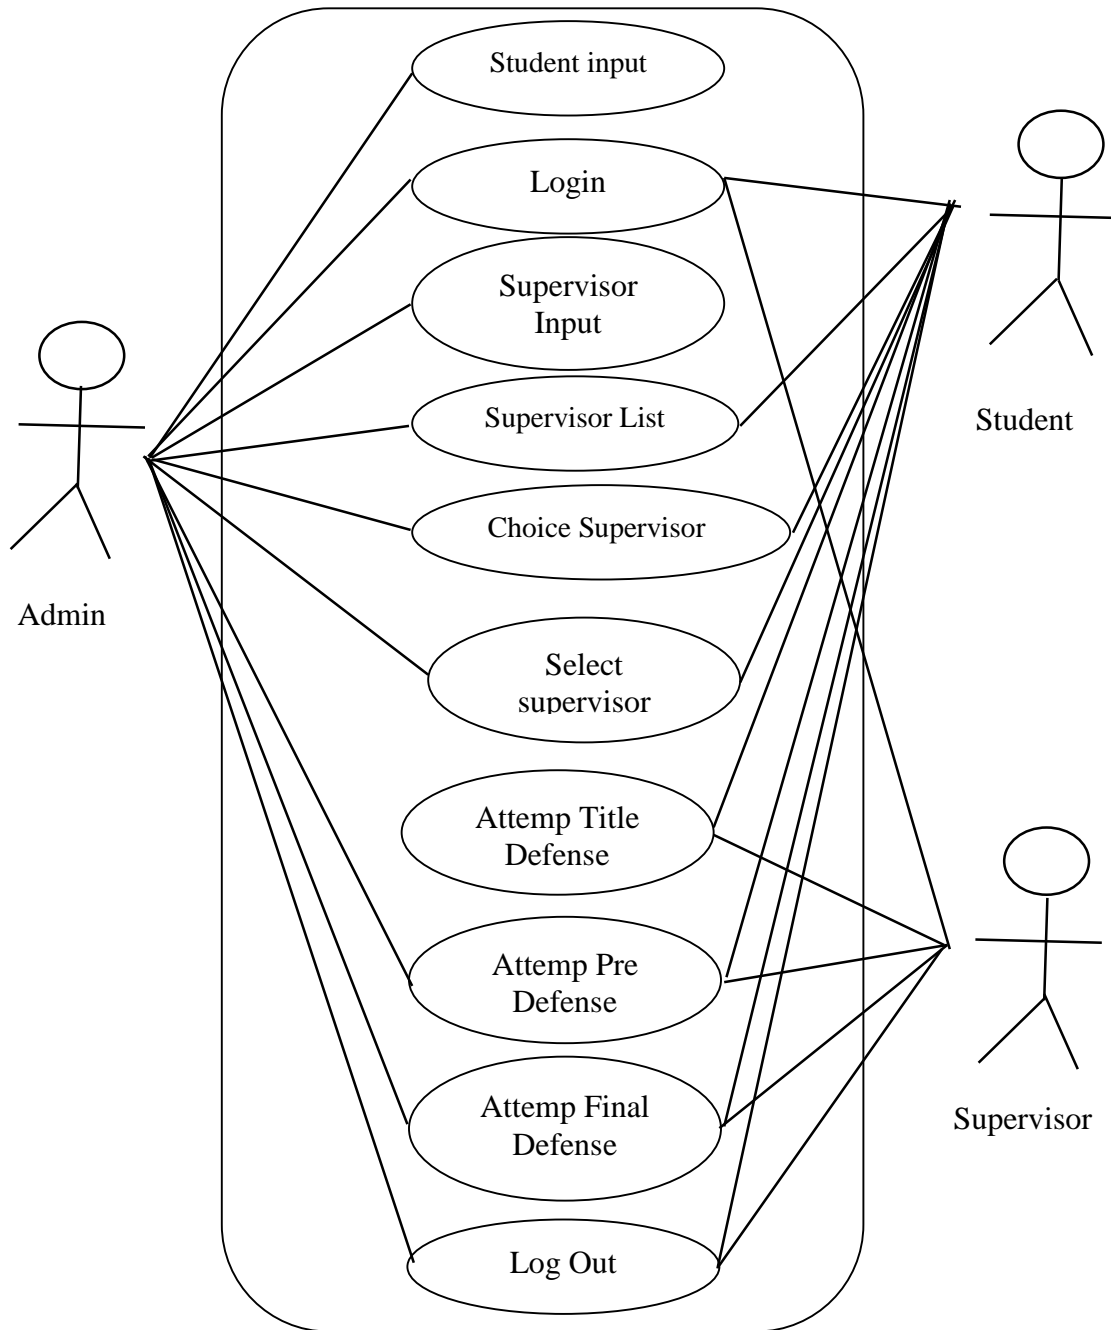 Student input
Login
Supervisor
Input
Supervisor List
Student
Choice Supervisor
Admin
Select
supervisor
Attemp Title
Defense
Attemp Pre
Defense
Attemp Final
Defense
Supervisor
Log Out